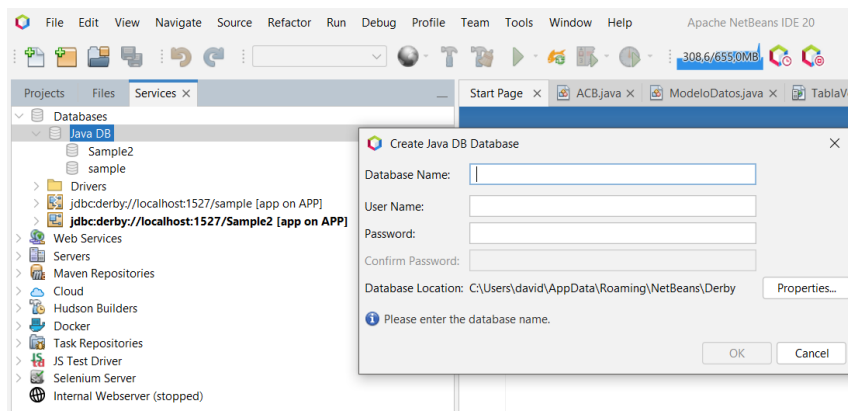 File Edit View Navigate Source Refactor Run Debug Profile Team Tools Window Help Apache NetBeans IDE 20
308,6/655,0MB
Projects Files Services
Start Page ACB.java ModeloDatos.java TablaV
Databases
Java DB
Sample2
sample
Drivers
jdbc:derby://localhost:1527/sample [app on APP]
jdbc:derby://localhost:1527/Sample2 [app on APP]
Web Services
Servers
Maven Repositories
Cloud
Hudson Builders
Docker
Task Repositories
JS Test Driver
Selenium Server
Internal Webserver (stopped)
Create Java DB Database
Database Name:
User Name:
Password:
Confirm Password:
Database Location: C:\Users\david\AppData\Roaming\NetBeans\Derby Properties...
Please enter the database name.
OK Cancel